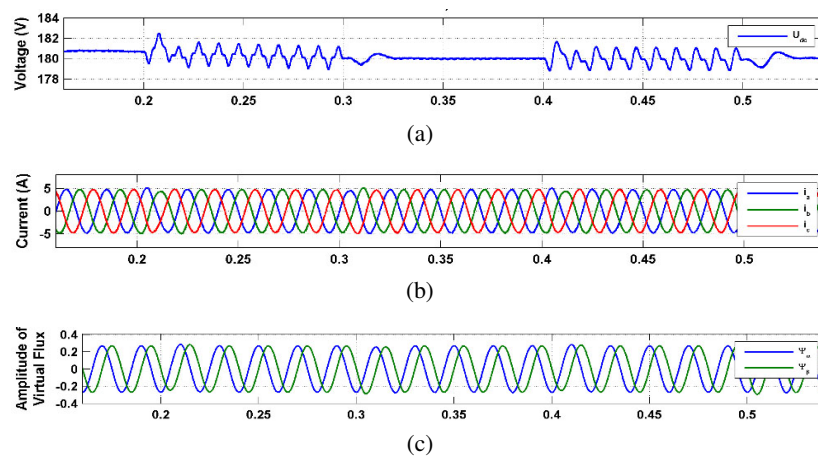 Voltage (V)
184
182
180
178
U_dc
0.2 0.25 0.3 0.35 0.4 0.45 0.5
(a)
Current (A)
5
0
-5
i_a
i_b
i_c
0.2 0.25 0.3 0.35 0.4 0.45 0.5
(b)
Amplitude of
Virtual Flux
0.4
0.2
0
-0.2
-0.4
Ψ_α
Ψ_β
0.2 0.25 0.3 0.35 0.4 0.45 0.5
(c)